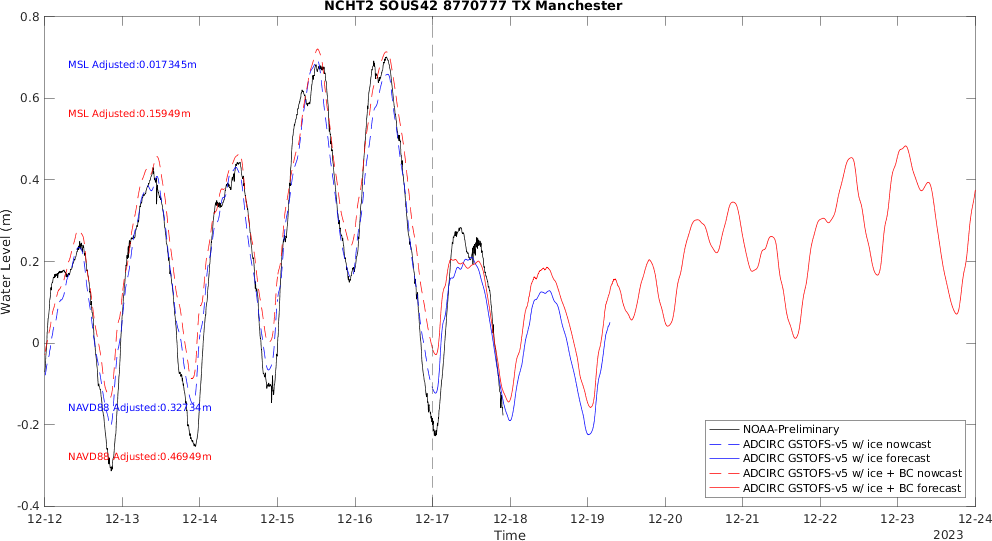 NCHT2 SOUS42 8770777 TX Manchester
0.8
0.6
0.4
0.2
0
-0.2
-0.4
Water Level (m)
MSL Adjusted:0.017345m
MSL Adjusted:0.15949m
NAVD88 Adjusted:0.32734m
NAVD88 Adjusted:0.46949m
NOAA-Preliminary
ADCIRC GSTOFS-v5 w/ ice nowcast
ADCIRC GSTOFS-v5 w/ ice forecast
ADCIRC GSTOFS-v5 w/ ice + BC nowcast
ADCIRC GSTOFS-v5 w/ ice + BC forecast
12-12 12-13 12-14 12-15 12-16 12-17 12-18 12-19 12-20 12-21 12-22 12-23 12-24
Time
2023